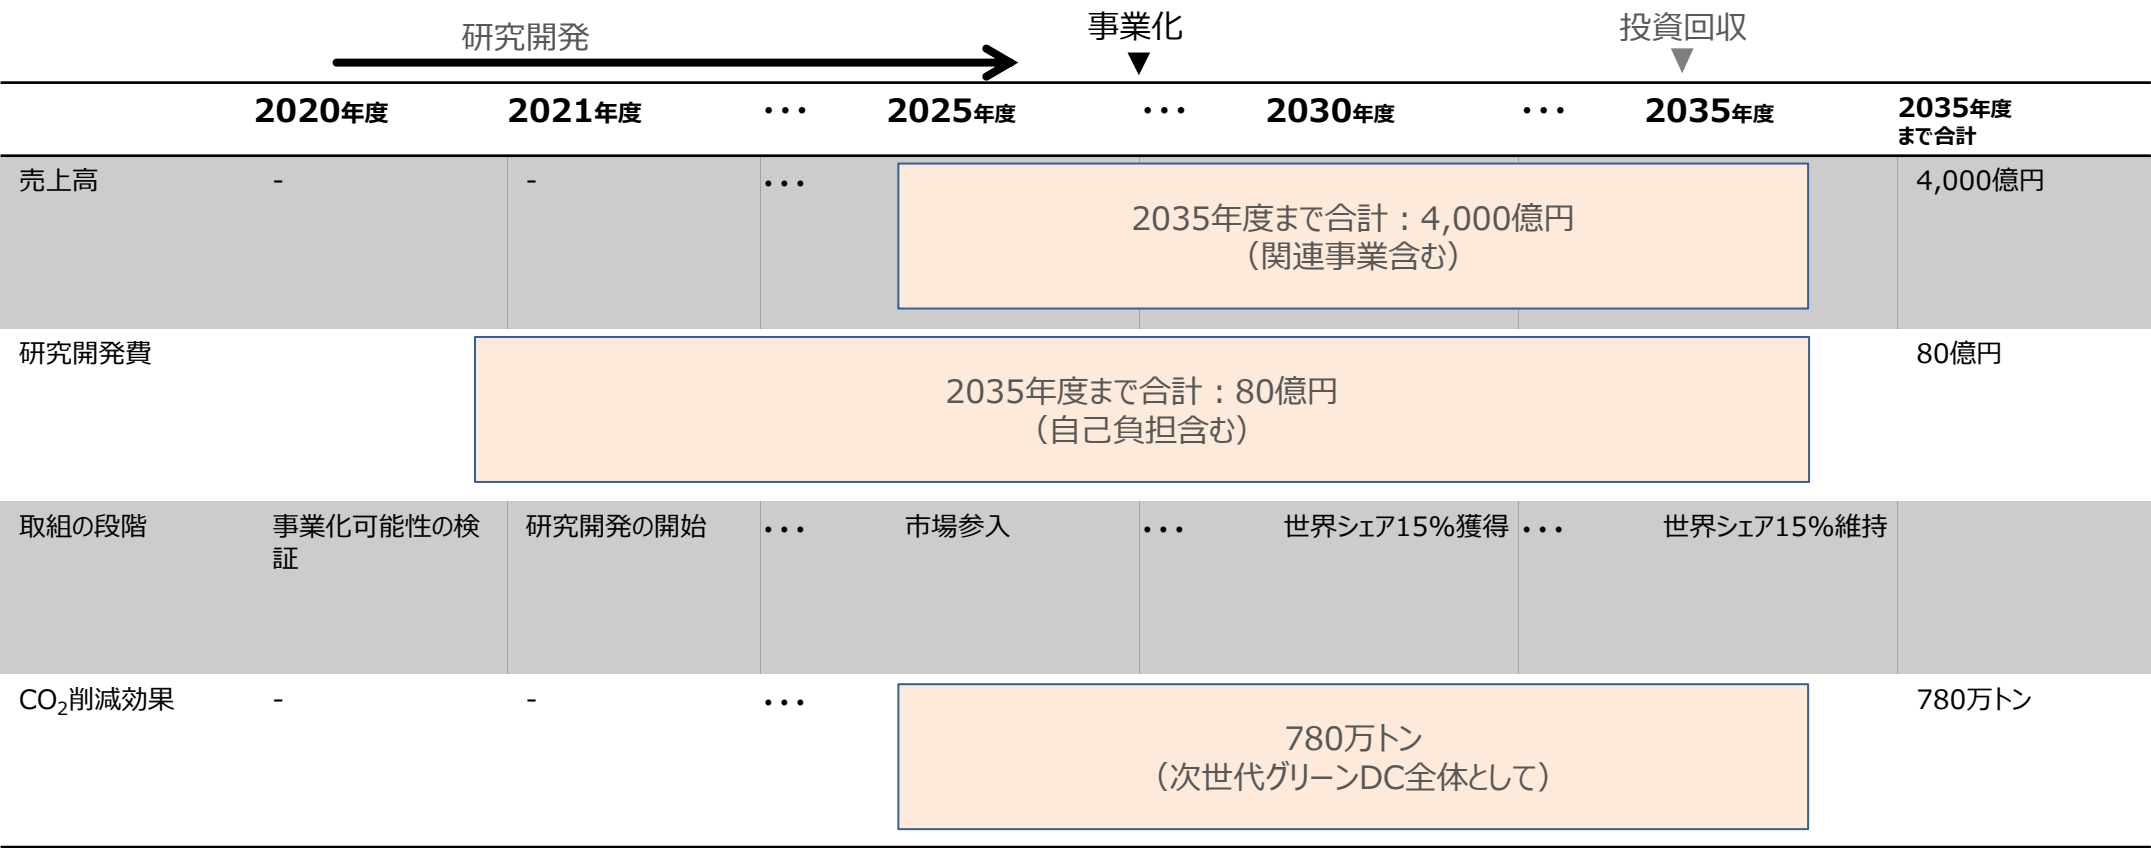 研究開発
事業化
投資回収
2020年度
2021年度
・・・
2025年度
・・・
2030年度
・・・
2035年度
2035年度
まで合計
売上高
-
-
・・・
2035年度まで合計：4,000億円
（関連事業含む）
4,000億円
研究開発費
2035年度まで合計：80億円
（自己負担含む）
80億円
取組の段階
事業化可能性の検
証
研究開発の開始
・・・
市場参入
・・・
世界シェア15%獲得
・・・
世界シェア15%維持
CO₂削減効果
-
-
・・・
780万トン
（次世代グリーンDC全体として）
780万トン